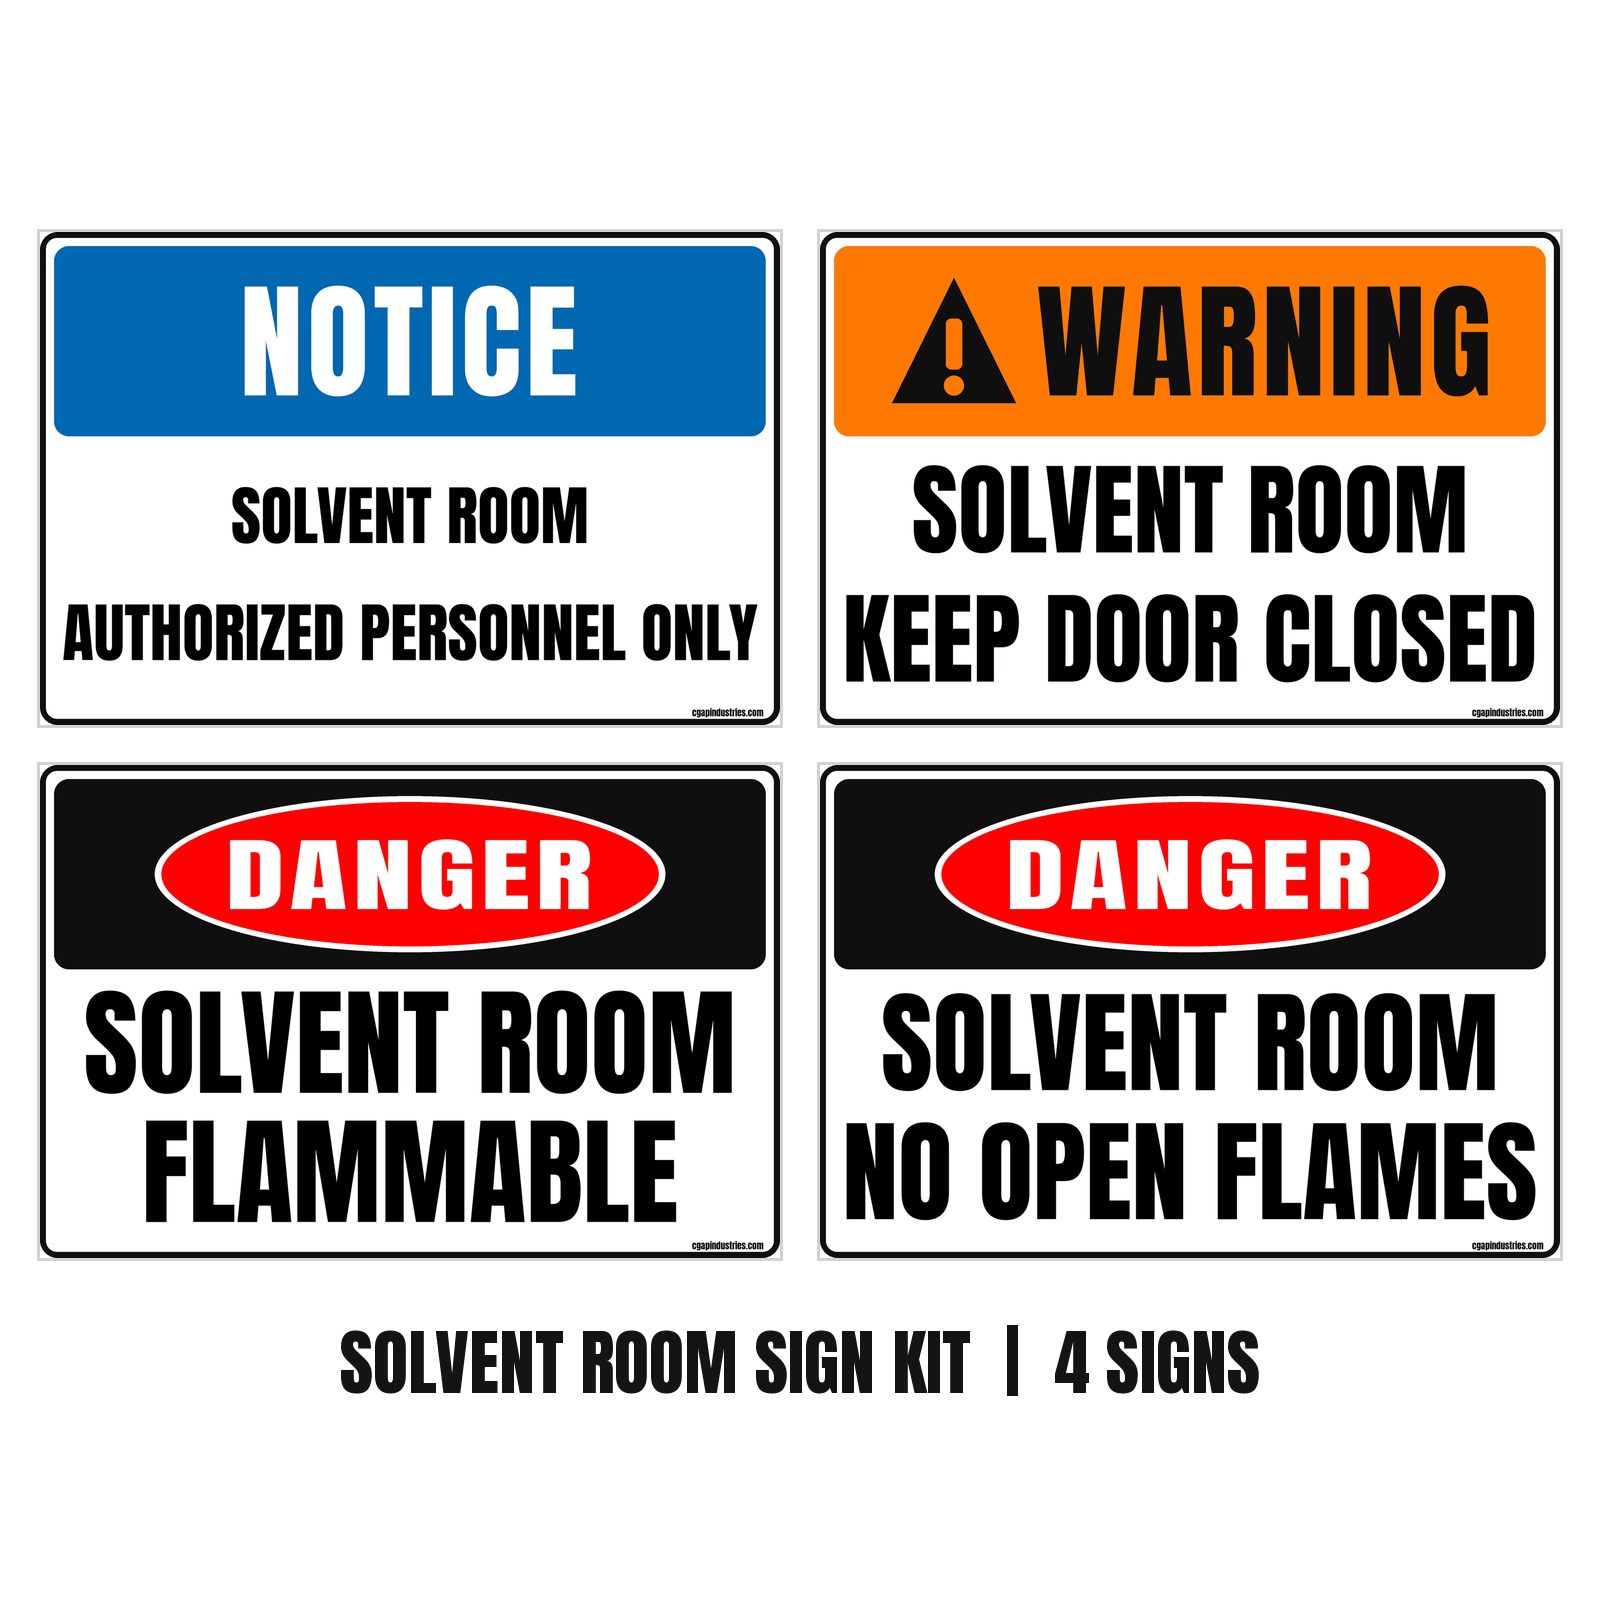 NOTICE
SOLVENT ROOM
AUTHORIZED PERSONNEL ONLY
cgapindustries.com
WARNING
SOLVENT ROOM
KEEP DOOR CLOSED
cgapindustries.com
DANGER
SOLVENT ROOM
FLAMMABLE
cgapindustries.com
DANGER
SOLVENT ROOM
NO OPEN FLAMES
cgapindustries.com
SOLVENT ROOM SIGN KIT | 4 SIGNS